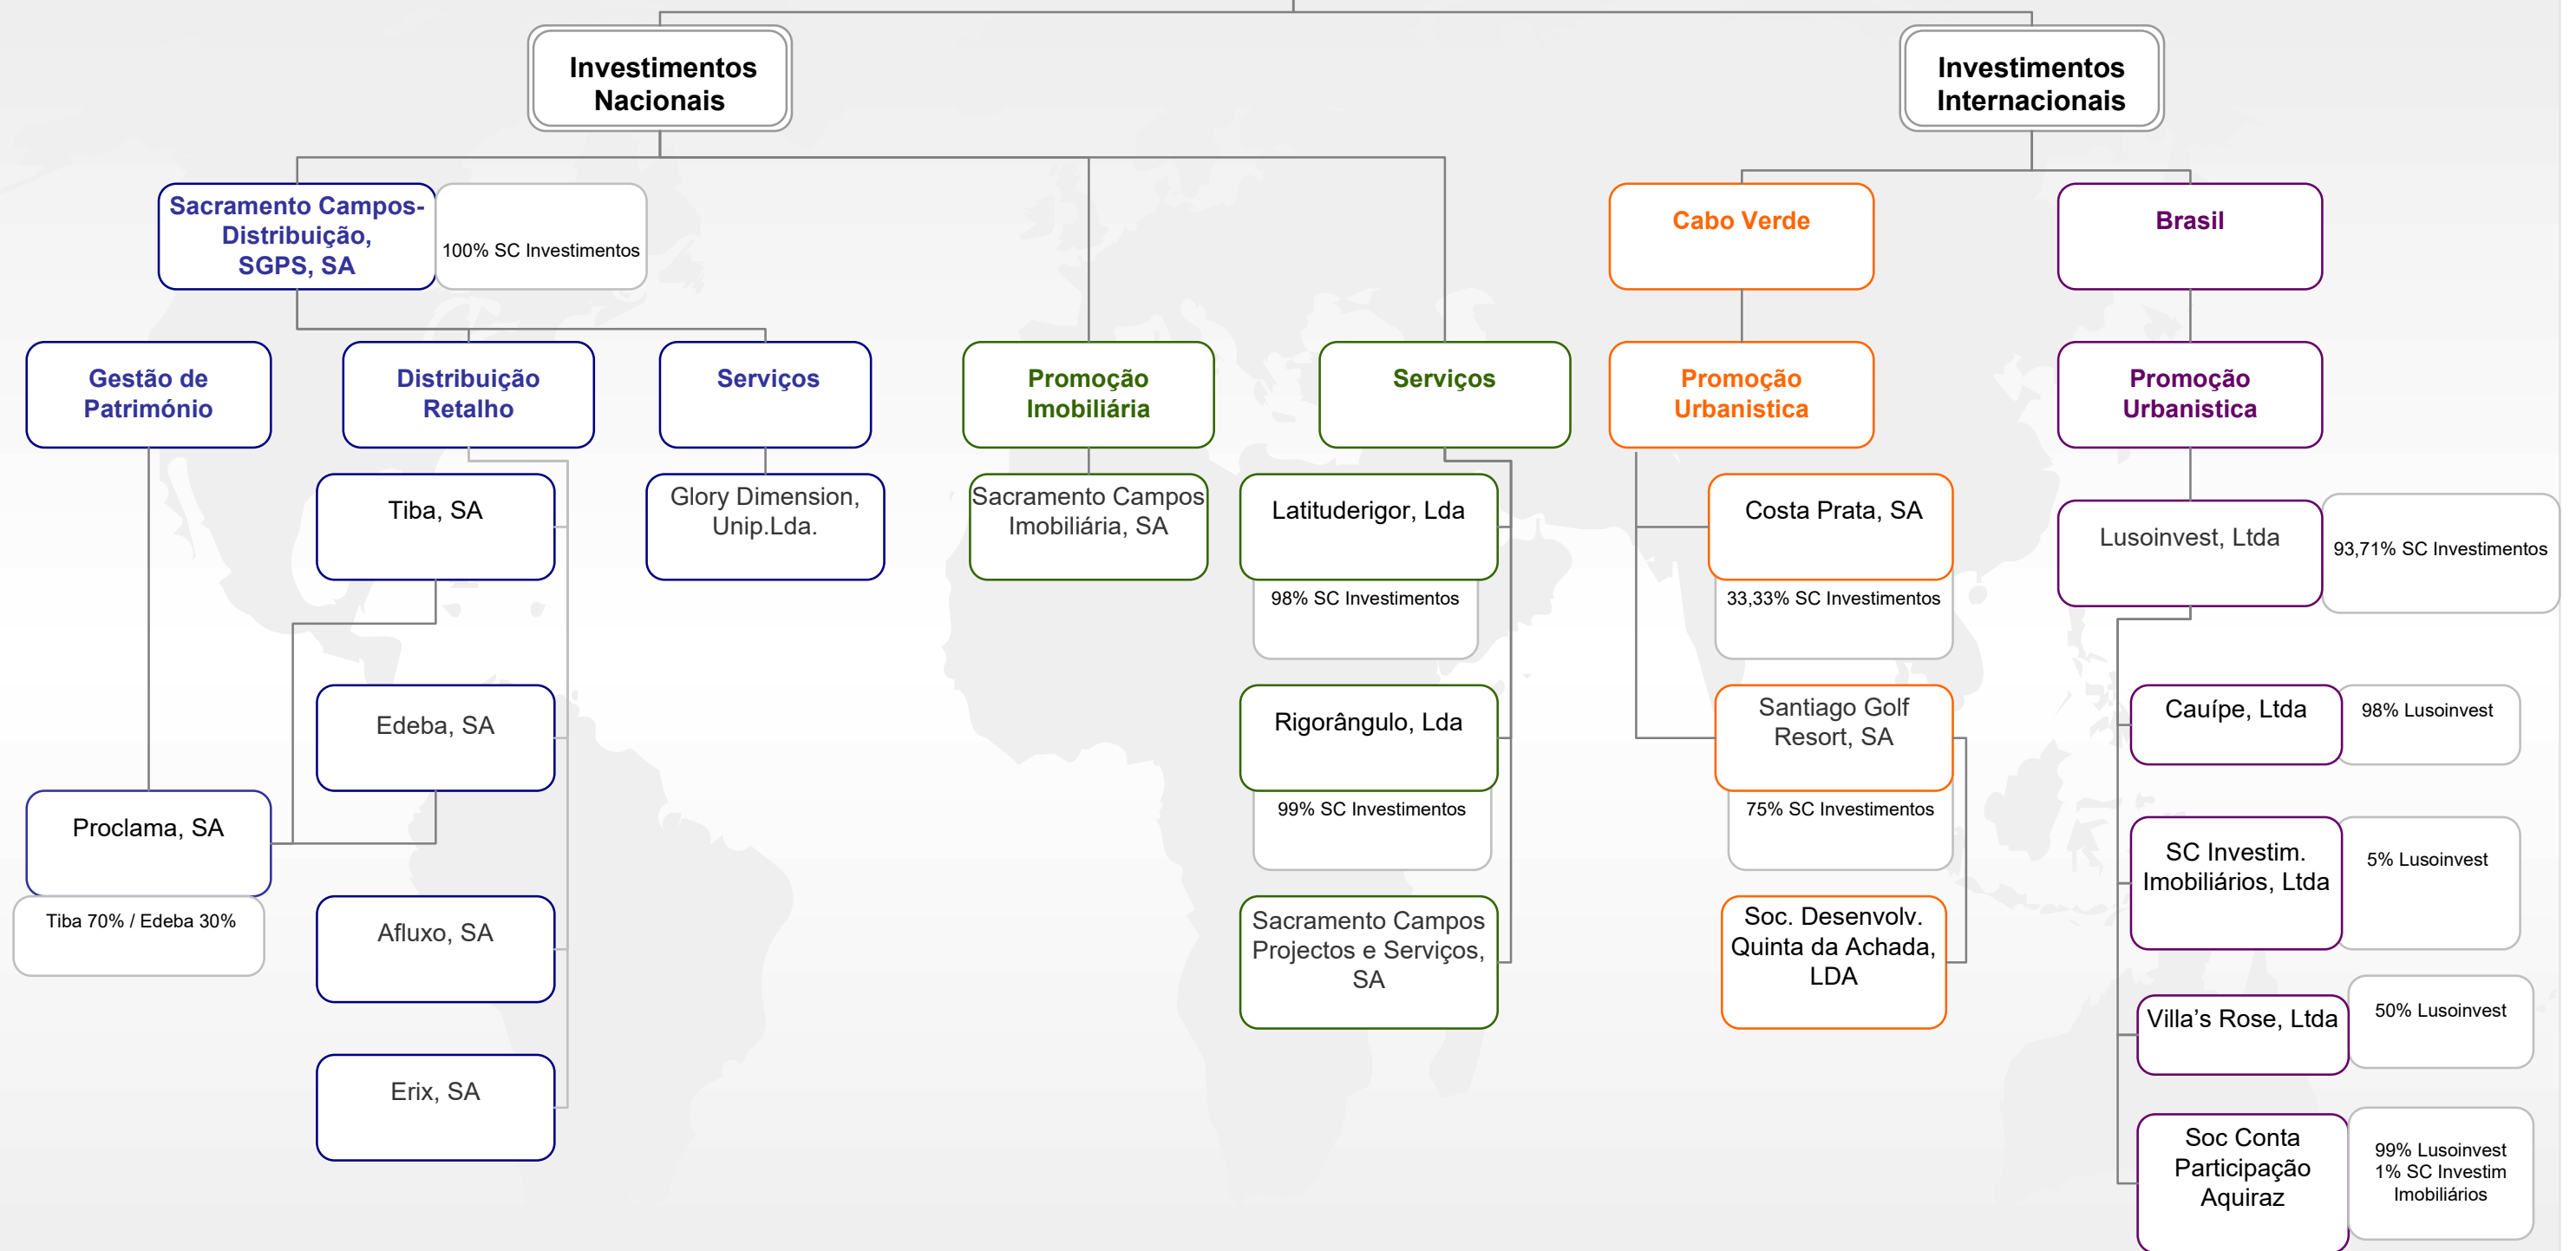 Investimentos
Nacionais
Investimentos
Internacionais
Sacramento Campos-
Distribuição,
SGPS, SA
100% SC Investimentos
Cabo Verde
Brasil
Gestão de
Património
Distribuição
Retalho
Serviços
Promoção
Imobiliária
Serviços
Promoção
Urbanistica
Promoção
Urbanistica
Tiba, SA
Glory Dimension,
Unip.Lda.
Sacramento Campos
Imobiliária, SA
Latituderigor, Lda
98% SC Investimentos
Costa Prata, SA
33,33% SC Investimentos
Lusoinvest, Ltda
93,71% SC Investimentos
Edeba, SA
Rigorângulo, Lda
99% SC Investimentos
Santiago Golf
Resort, SA
75% SC Investimentos
Cauípe, Ltda
98% Lusoinvest
Proclama, SA
Tiba 70% / Edeba 30%
SC Investim.
Imobiliários, Ltda
5% Lusoinvest
Afluxo, SA
Sacramento Campos
Projectos e Serviços,
SA
Soc. Desenvolv.
Quinta da Achada,
LDA
Villa’s Rose, Ltda
50% Lusoinvest
Erix, SA
Soc Conta
Participação
Aquiraz
99% Lusoinvest
1% SC Investim
Imobiliários